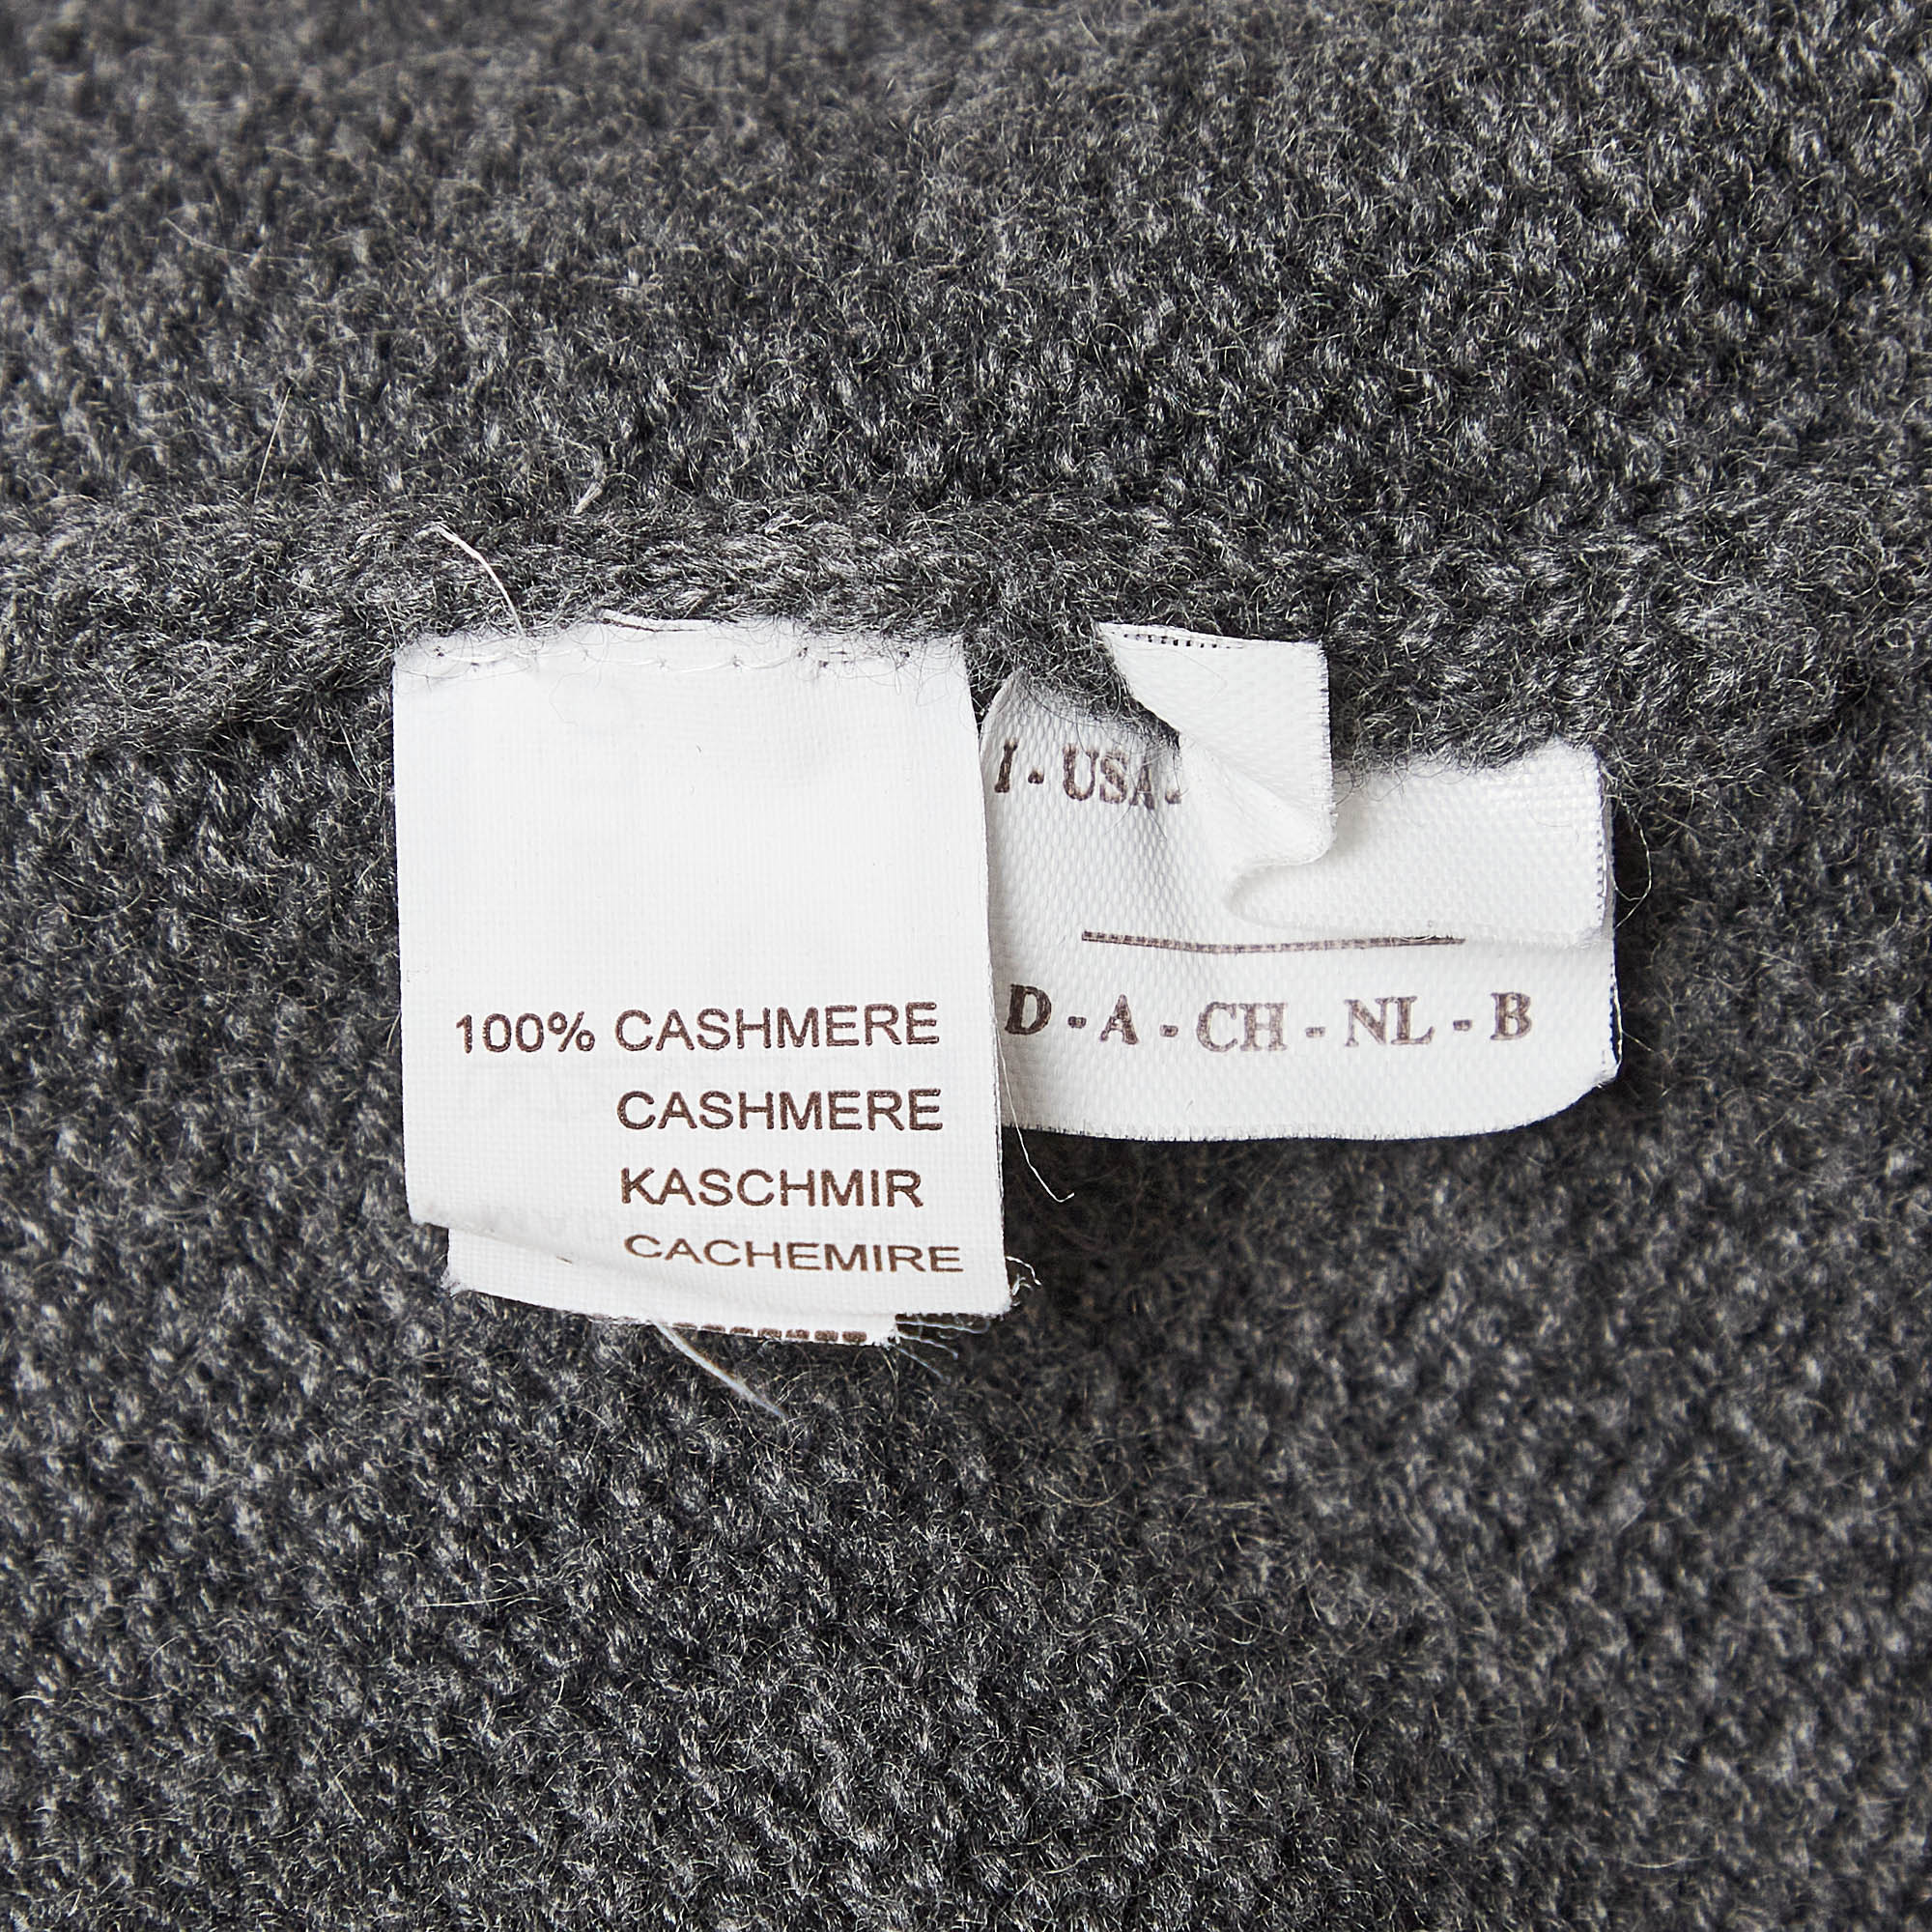 100% CASHMERE
CASHMERE
KASCHMIR
CACHEMIRE
I - USA -
D - A - CH - NL - B